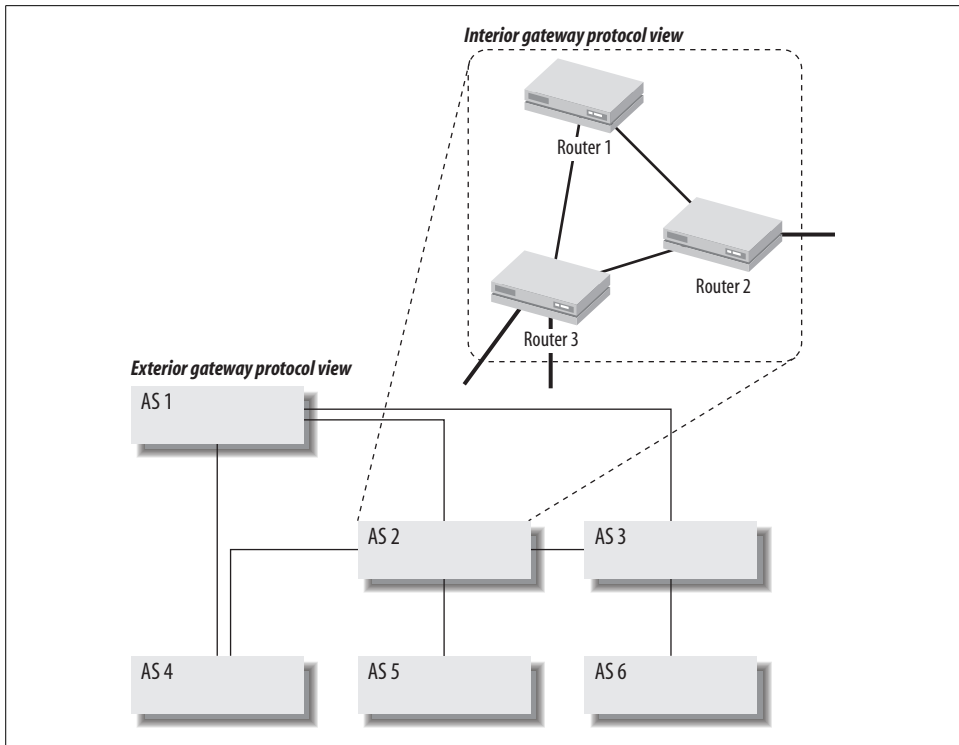 Interior gateway protocol view
Router 1
Router 2
Router 3
Exterior gateway protocol view
AS 1
AS 2
AS 3
AS 4
AS 5
AS 6